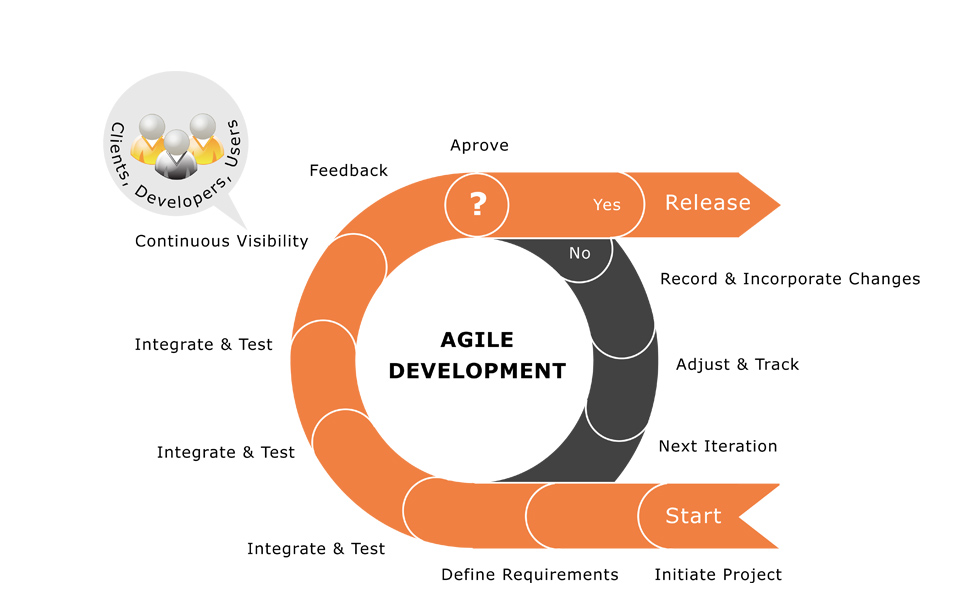 Clients, Developers, Users
Aprove
Feedback
?
Yes
Release
Continuous Visibility
No
Record & Incorporate Changes
AGILE
DEVELOPMENT
Integrate & Test
Adjust & Track
Next Iteration
Integrate & Test
Start
Integrate & Test
Define Requirements
Initiate Project